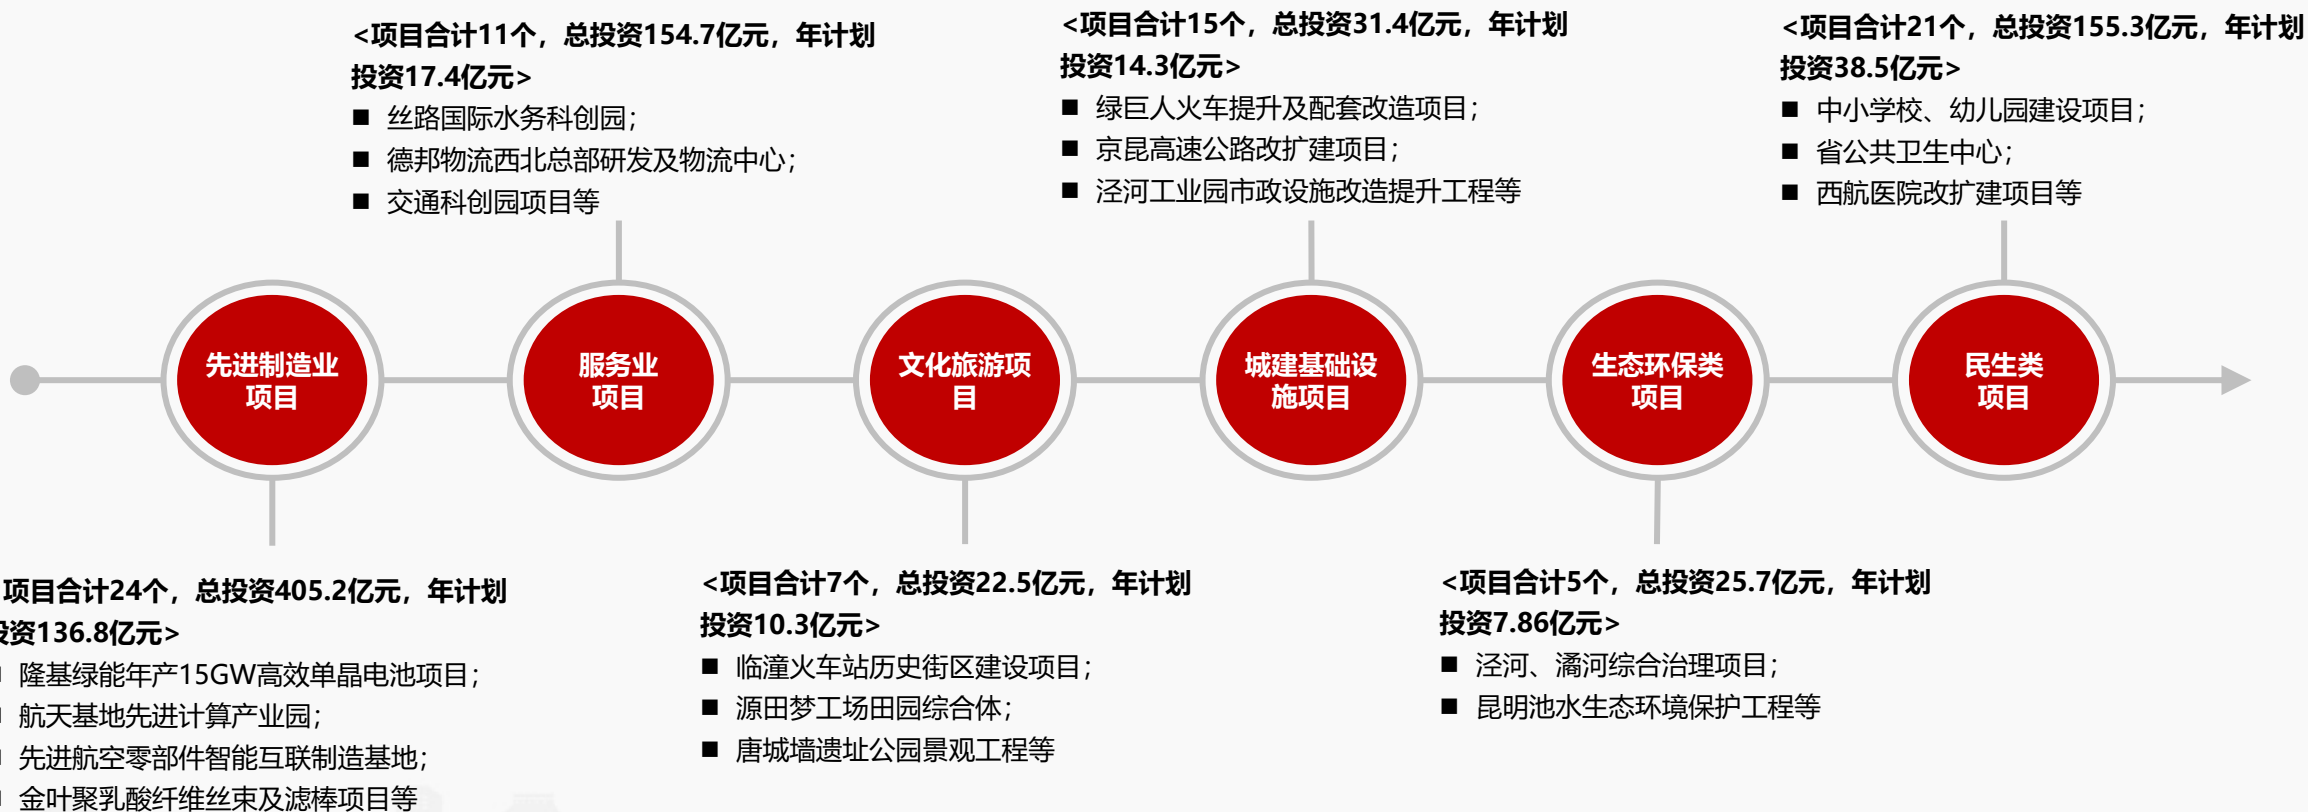 <项目合计11个，总投资154.7亿元，年计划
投资17.4亿元>
■ 丝路国际水务科创园；
■ 德邦物流西北总部研发及物流中心；
■ 交通科创园项目等
<项目合计15个，总投资31.4亿元，年计划
投资14.3亿元>
■ 绿巨人火车提升及配套改造项目；
■ 京昆高速公路改扩建项目；
■ 泾河工业园市政设施改造提升工程等
<项目合计21个，总投资155.3亿元，年计划
投资38.5亿元>
■ 中小学校、幼儿园建设项目；
■ 省公共卫生中心；
■ 西航医院改扩建项目等
先进制造业
项目
服务业
项目
文化旅游项
目
城建基础设
施项目
生态环保类
项目
民生类
项目
项目合计24个，总投资405.2亿元，年计划
投资136.8亿元>
隆基绿能年产15GW高效单晶电池项目；
航天基地先进计算产业园；
先进航空零部件智能互联制造基地；
金叶聚乳酸纤维丝束及滤棒项目等
<项目合计7个，总投资22.5亿元，年计划
投资10.3亿元>
■ 临潼火车站历史街区建设项目；
■ 源田梦工场田园综合体；
■ 唐城墙遗址公园景观工程等
<项目合计5个，总投资25.7亿元，年计划
投资7.86亿元>
■ 泾河、潏河综合治理项目；
■ 昆明池水生态环境保护工程等